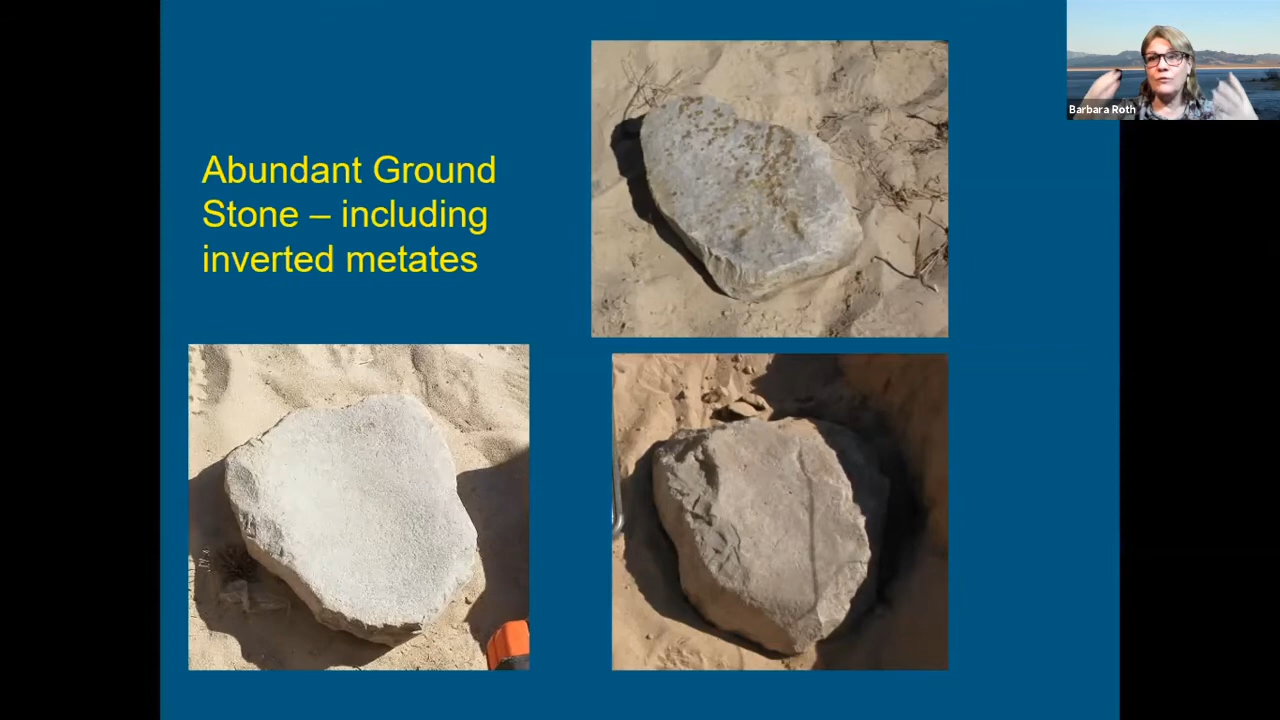 Abundant Ground
Stone – including
inverted metates
Barbara Roth